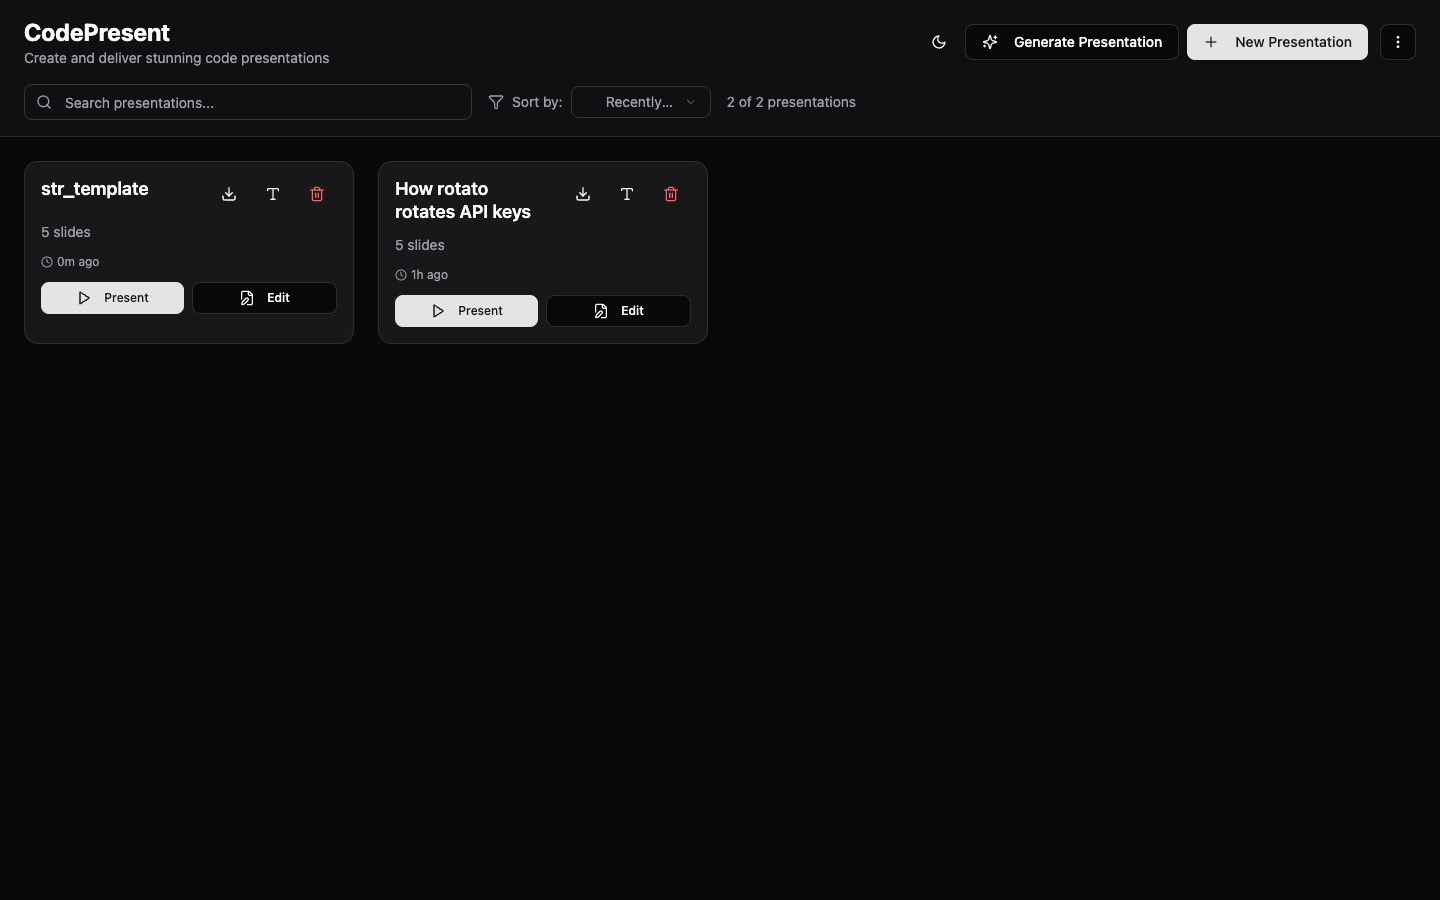 CodePresent
Create and deliver stunning code presentations
Generate Presentation
New Presentation
Search presentations...
Sort by:
Recently...
2 of 2 presentations
str_template
5 slides
0m ago
Present
Edit
How rotato
rotates API keys
5 slides
1h ago
Present
Edit